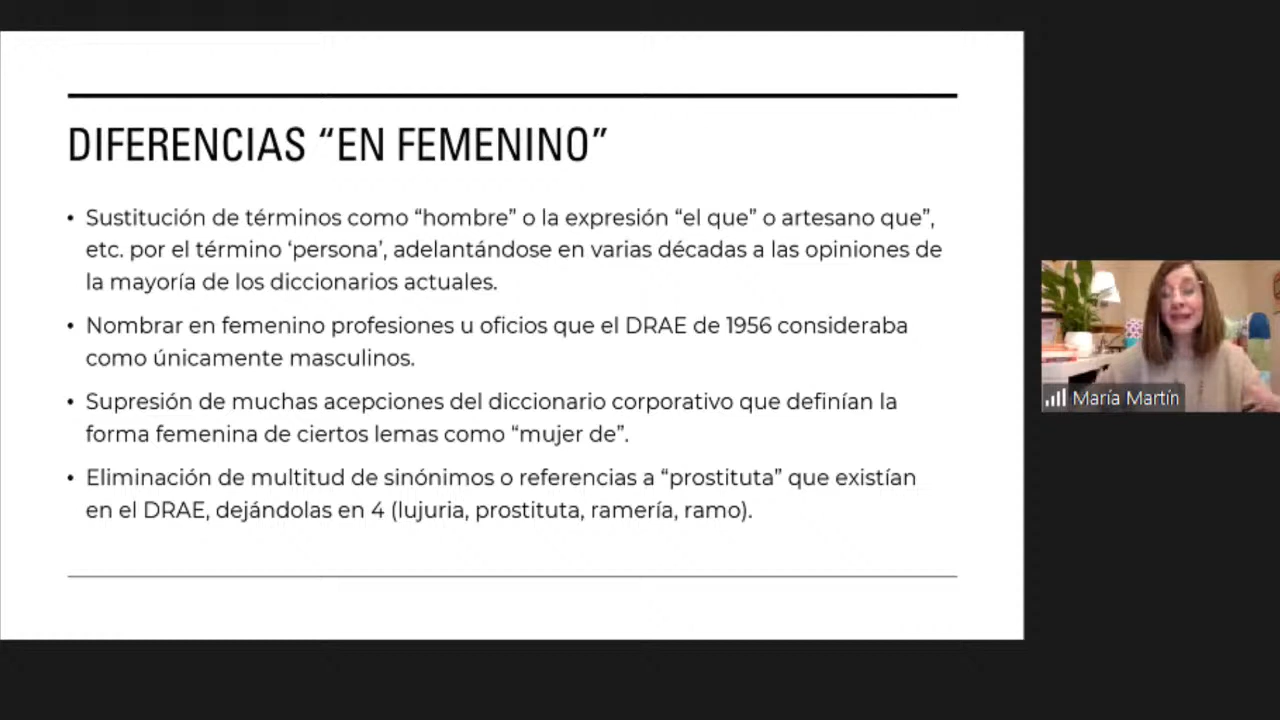 DIFERENCIAS “EN FEMENINO”
• Sustitución de términos como “hombre” o la expresión “el que” o artesano que”,
etc. por el término ‘persona’, adelantándose en varias décadas a las opiniones de
la mayoría de los diccionarios actuales.
• Nombrar en femenino profesiones u oficios que el DRAE de 1956 consideraba
como únicamente masculinos.
• Supresión de muchas acepciones del diccionario corporativo que definían la
forma femenina de ciertos lemas como “mujer de”.
• Eliminación de multitud de sinónimos o referencias a “prostituta” que existían
en el DRAE, dejándolas en 4 (lujuria, prostituta, ramería, ramo).
María Martín